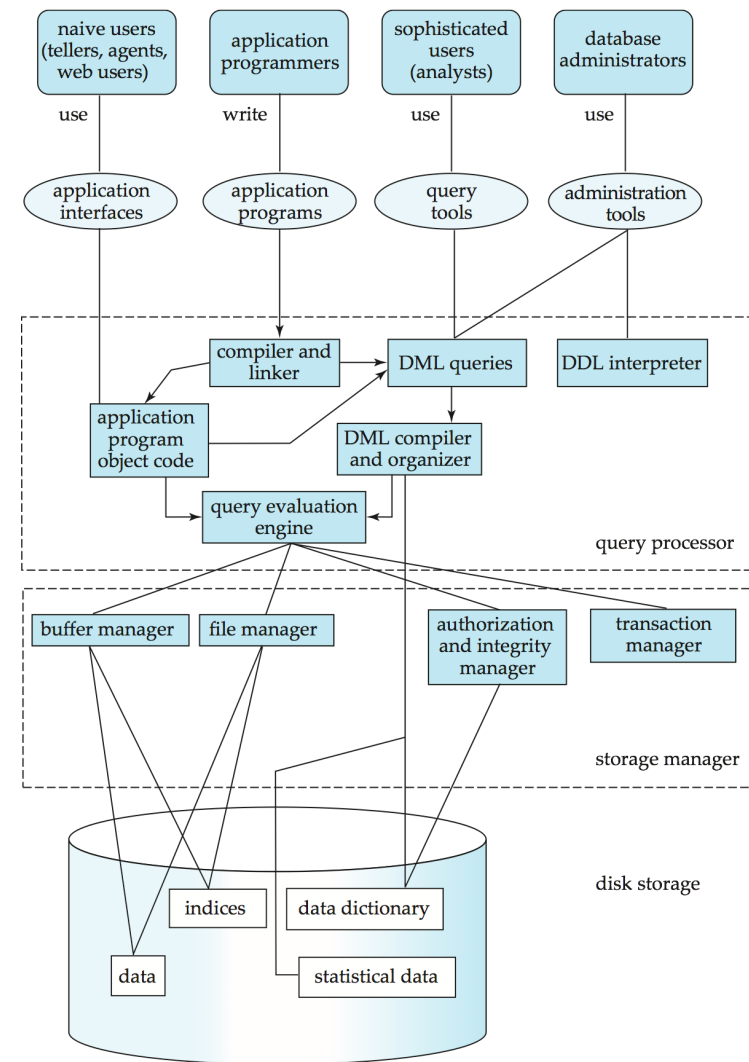 naive users
(tellers, agents,
web users)
application
programmers
sophisticated
users
(analysts)
database
administrators
use
write
use
use
application
interfaces
application
programs
query
tools
administration
tools
compiler and
linker
DML queries
DDL interpreter
application
program
object code
DML compiler
and organizer
query evaluation
engine
query processor
buffer manager
file manager
authorization
and integrity
manager
transaction
manager
storage manager
disk storage
indices
data dictionary
data
statistical data